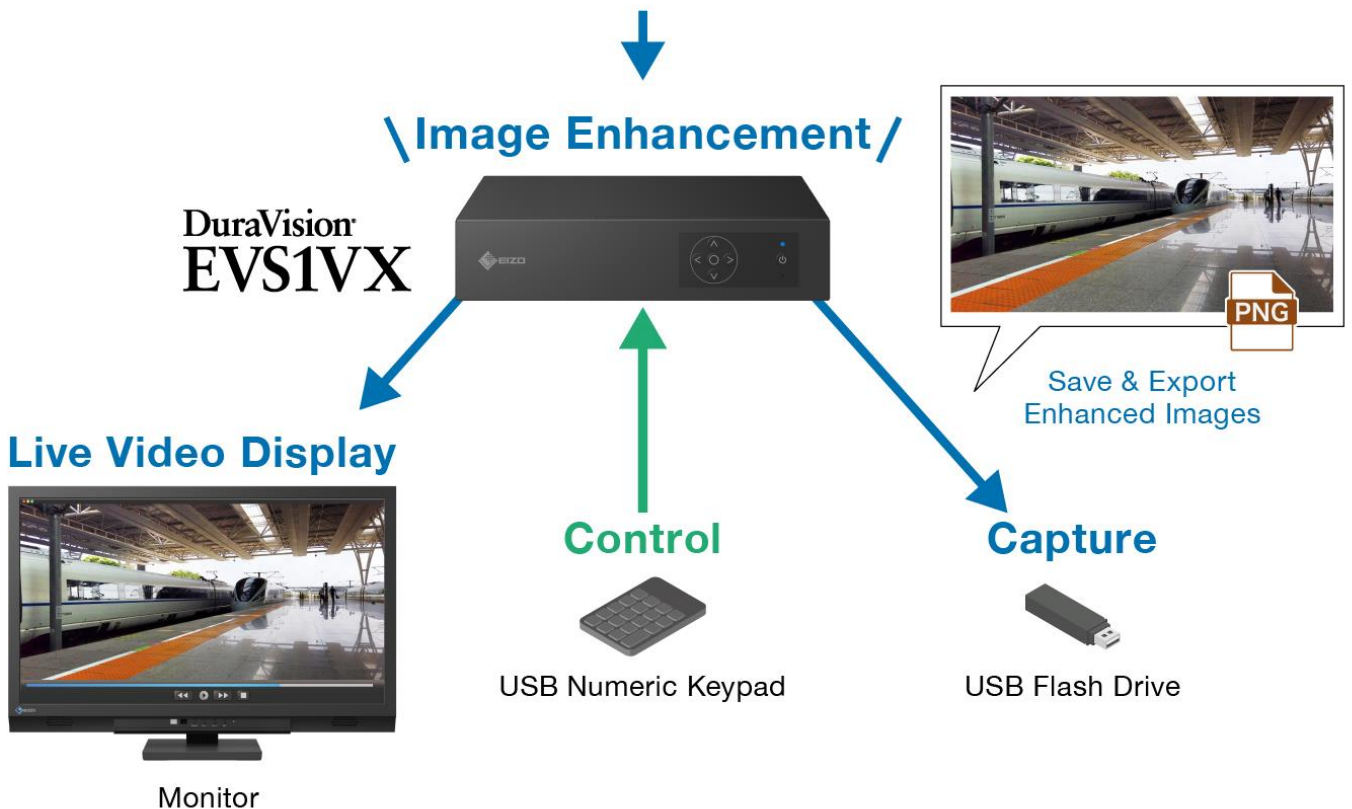 Image Enhancement
DuraVision
EVS1VX
EIZO
PNG
Save & Export
Enhanced Images
Live Video Display
Control
Capture
USB Numeric Keypad
USB Flash Drive
Monitor